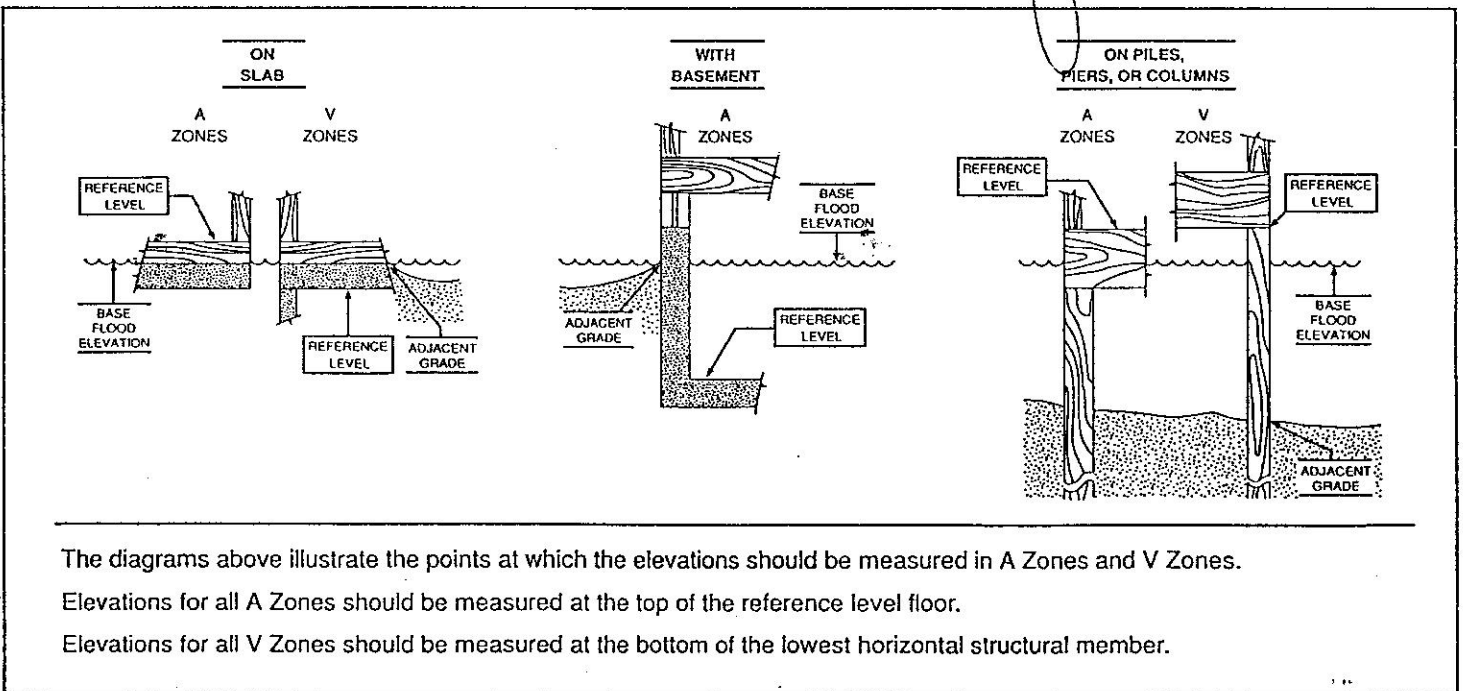 ON
SLAB
A
ZONES
V
ZONES
REFERENCE
LEVEL
BASE
FLOOD
ELEVATION
REFERENCE
LEVEL
ADJACENT
GRADE
WITH
BASEMENT
A
ZONES
BASE
FLOOD
ELEVATION
ADJACENT
GRADE
REFERENCE
LEVEL
ON PILES,
PIERS, OR COLUMNS
A
ZONES
V
ZONES
REFERENCE
LEVEL
REFERENCE
LEVEL
BASE
FLOOD
ELEVATION
ADJACENT
GRADE
The diagrams above illustrate the points at which the elevations should be measured in A Zones and V Zones.
Elevations for all A Zones should be measured at the top of the reference level floor.
Elevations for all V Zones should be measured at the bottom of the lowest horizontal structural member.